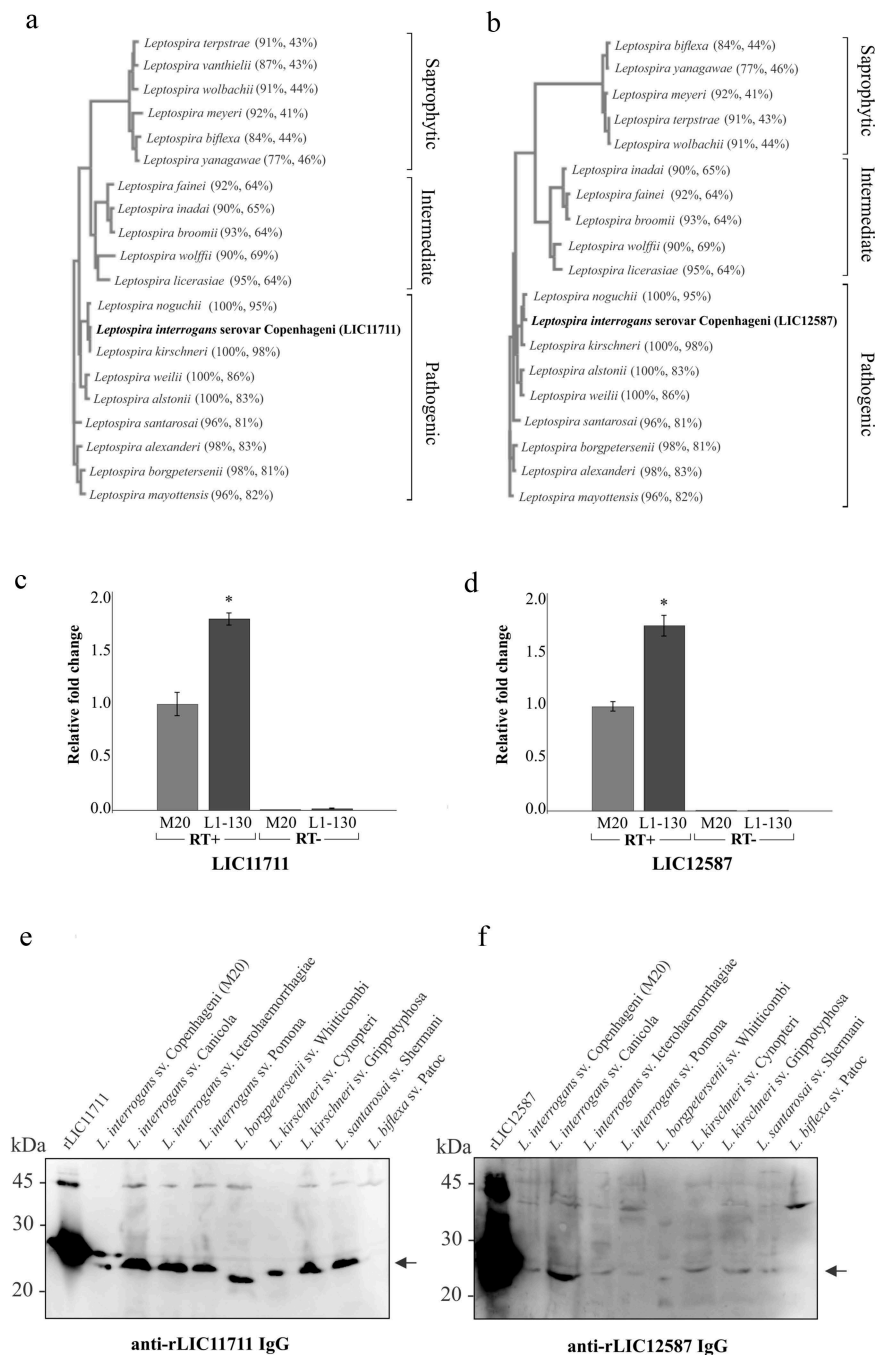 a
Leptospira terpstrae (91%, 43%)
Leptospira vanthielii (87%, 43%)
Leptospira wolbachii (91%, 44%)
Leptospira meyeri (92%, 41%)
Leptospira biflexa (84%, 44%)
Leptospira yanagawae (77%, 46%)
Leptospira fainei (92%, 64%)
Leptospira inadai (90%, 65%)
Leptospira broomii (93%, 64%)
Leptospira wolffii (90%, 69%)
Leptospira licerasiae (95%, 64%)
Leptospira noguchii (100%, 95%)
Leptospira interrogans serovar Copenhageni (LIC11711)
Leptospira kirschneri (100%, 98%)
Leptospira weilii (100%, 86%)
Leptospira alstonii (100%, 83%)
Leptospira santarosai (96%, 81%)
Leptospira alexanderi (98%, 83%)
Leptospira borgpetersenii (98%, 81%)
Leptospira mayottensis (96%, 82%)
Saprophytic
Intermediate
Pathogenic
b
Leptospira biflexa (84%, 44%)
Leptospira yanagawae (77%, 46%)
Leptospira meyeri (92%, 41%)
Leptospira terpstrae (91%, 43%)
Leptospira wolbachii (91%, 44%)
Leptospira inadai (90%, 65%)
Leptospira fainei (92%, 64%)
Leptospira broomii (93%, 64%)
Leptospira wolffii (90%, 69%)
Leptospira licerasiae (95%, 64%)
Leptospira noguchii (100%, 95%)
Leptospira interrogans serovar Copenhageni (LIC12587)
Leptospira kirschneri (100%, 98%)
Leptospira alstonii (100%, 83%)
Leptospira weilii (100%, 86%)
Leptospira santarosai (96%, 81%)
Leptospira borgpetersenii (98%, 81%)
Leptospira alexanderi (98%, 83%)
Leptospira mayottensis (96%, 82%)
Saprophytic
Intermediate
Pathogenic
c
Relative fold change
2.0
1.5
1.0
0.5
0.0
*
M20 L1-130 M20 L1-130
RT+ RT-
LIC11711
d
Relative fold change
2.0
1.5
1.0
0.5
0.0
*
M20 L1-130 M20 L1-130
RT+ RT-
LIC12587
e
rLIC11711
L. interrogans sv. Copenhageni (M20)
L. interrogans sv. Canicola
L. interrogans sv. Icterohaemorrhagiae
L. interrogans sv. Pomona
L. borgpetersenii sv. Whitticombi
L. kirschneri sv. Cynopteri
L. kirschneri sv. Grippotyphosa
L. santarosai sv. Shermani
L. biflexa sv. Patoc
kDa
45
30
20
anti-rLIC11711 IgG
f
rLIC12587
L. interrogans sv. Copenhageni (M20)
L. interrogans sv. Canicola
L. interrogans sv. Icterohaemorrhagiae
L. interrogans sv. Pomona
L. borgpetersenii sv. Whitticombi
L. kirschneri sv. Cynopteri
L. kirschneri sv. Grippotyphosa
L. santarosai sv. Shermani
L. biflexa sv. Patoc
kDa
45
30
20
anti-rLIC12587 IgG